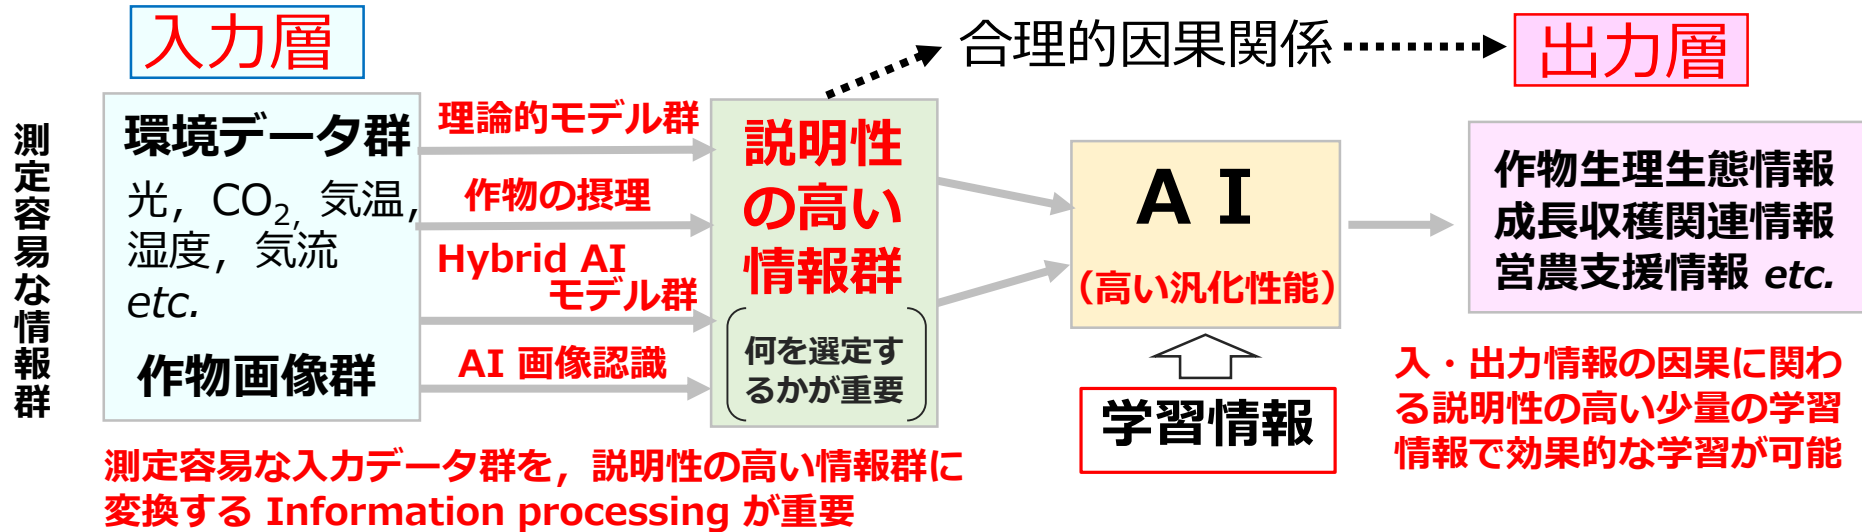 入力層
合理的因果関係
出力層
測定容易な情報群
環境データ群
光，CO2, 気温，
湿度，気流
etc.
作物画像群
理論的モデル群
作物の摂理
Hybrid AI
モデル群
AI 画像認識
説明性
の高い
情報群
何を選定す
るかが重要
ＡＩ
（高い汎化性能）
学習情報
作物生理生態情報
成長収穫関連情報
営農支援情報 etc.
入・出力情報の因果に関わ
る説明性の高い少量の学習
情報で効果的な学習が可能
測定容易な入力データ群を，説明性の高い情報群に
変換する Information processing が重要